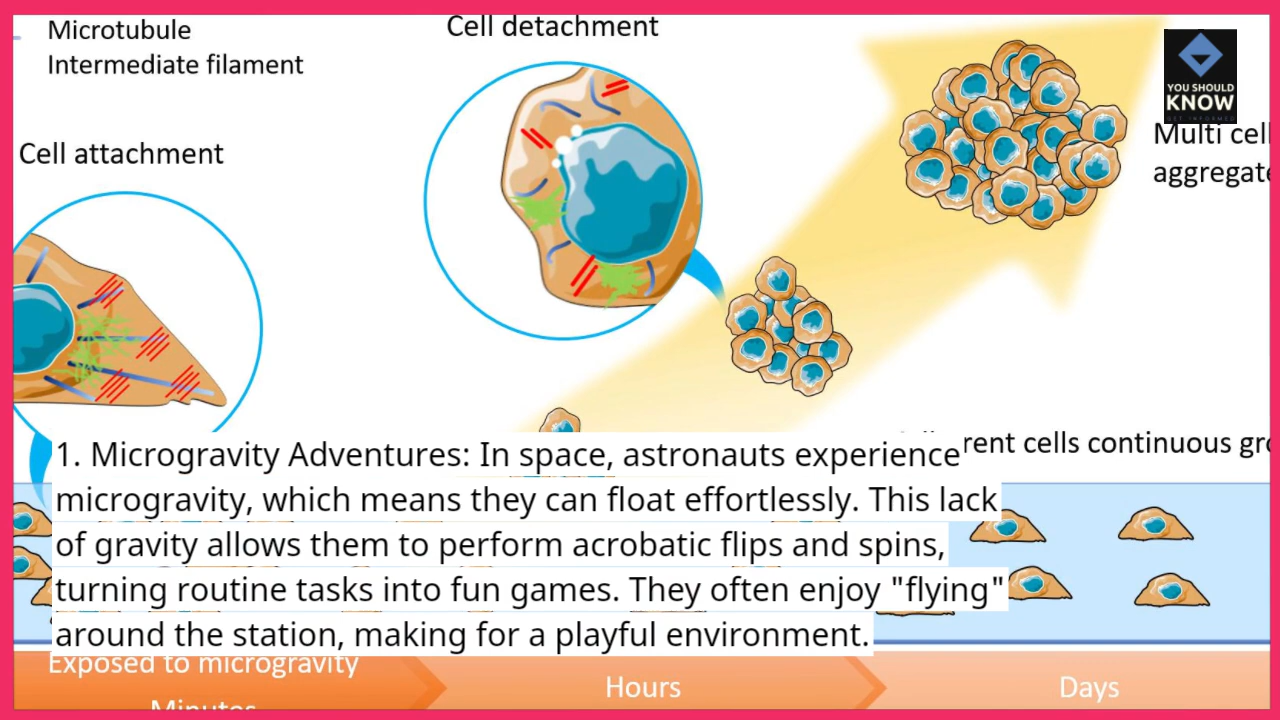 Microtubule
Intermediate filament
Cell detachment
Cell attachment
YOU SHOULD
KNOW
GET INFORMED
Multi cell
1. Microgravity Adventures: In space, astronauts experience
cells continuous
microgravity, which means they can float effortlessly. This lack
of gravity allows them to perform acrobatic flips and spins,
turning routine tasks into fun games. They often enjoy "flying"
around the station, making for a playful environment.
Exposed to microgravity
Minutes
Hours
Days